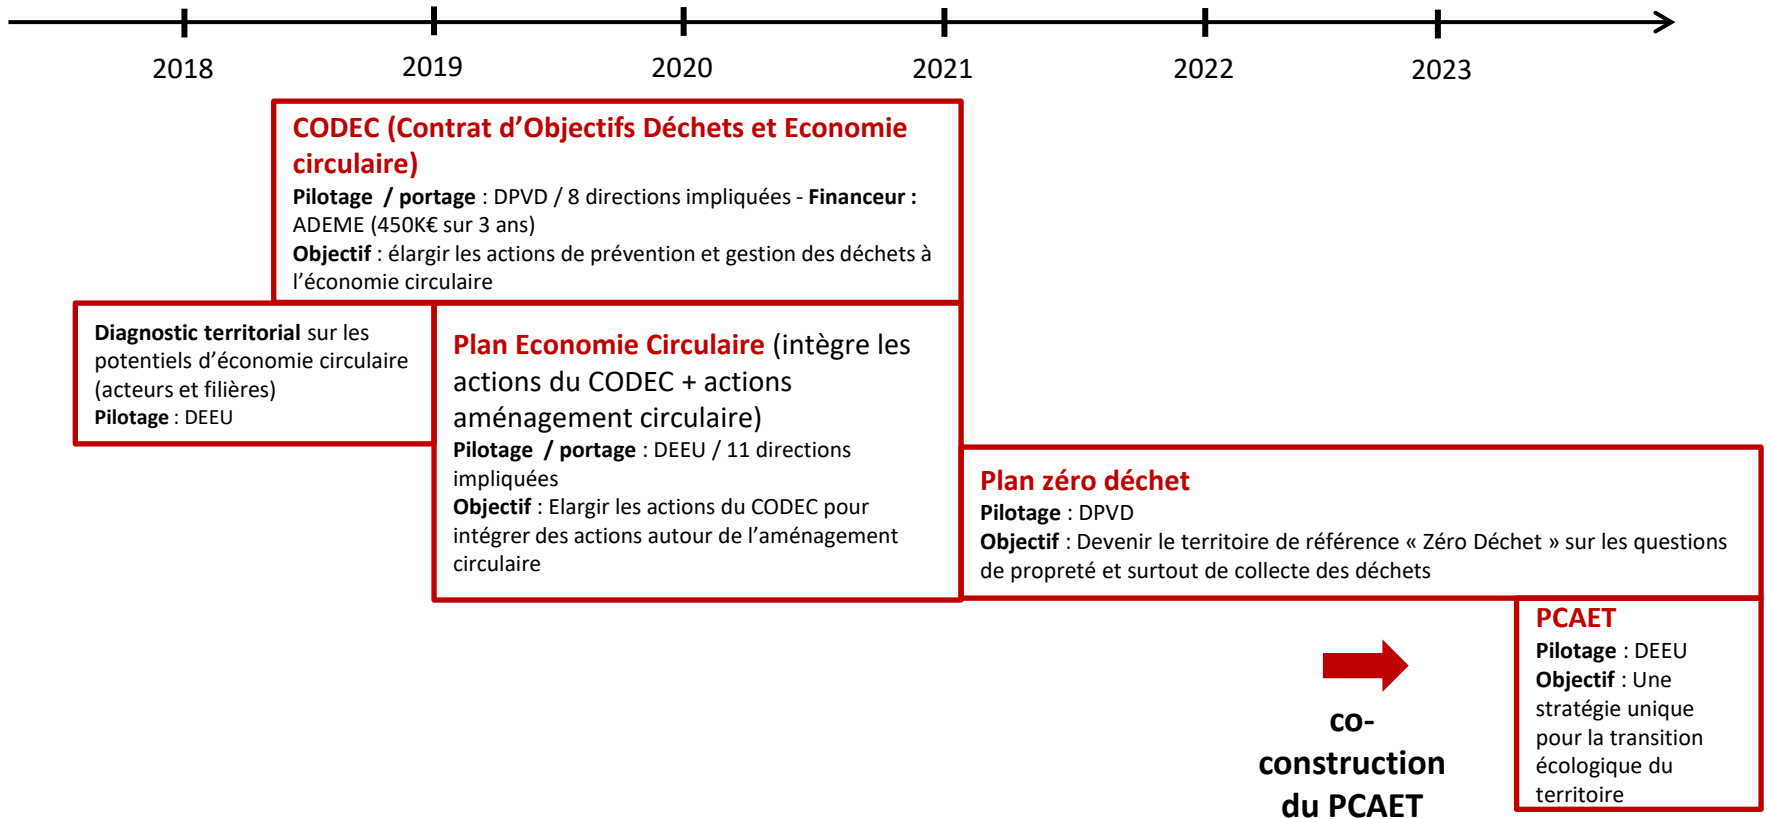 2018
2019
2020
2021
2022
2023
CODEC (Contrat d’Objectifs Déchets et Economie
circulaire)
Pilotage / portage : DPVD / 8 directions impliquées - Financeur :
ADEME (450K€ sur 3 ans)
Objectif : élargir les actions de prévention et gestion des déchets à
l’économie circulaire
Diagnostic territorial sur les
potentiels d’économie circulaire
(acteurs et filières)
Pilotage : DEEU
Plan Economie Circulaire (intègre les
actions du CODEC + actions
aménagement circulaire)
Pilotage / portage : DEEU / 11 directions
impliquées
Objectif : Elargir les actions du CODEC pour
intégrer des actions autour de l’aménagement
circulaire
Plan zéro déchet
Pilotage : DPVD
Objectif : Devenir le territoire de référence « Zéro Déchet » sur les questions
de propreté et surtout de collecte des déchets
co-
construction
du PCAET
PCAET
Pilotage : DEEU
Objectif : Une
stratégie unique
pour la transition
écologique du
territoire